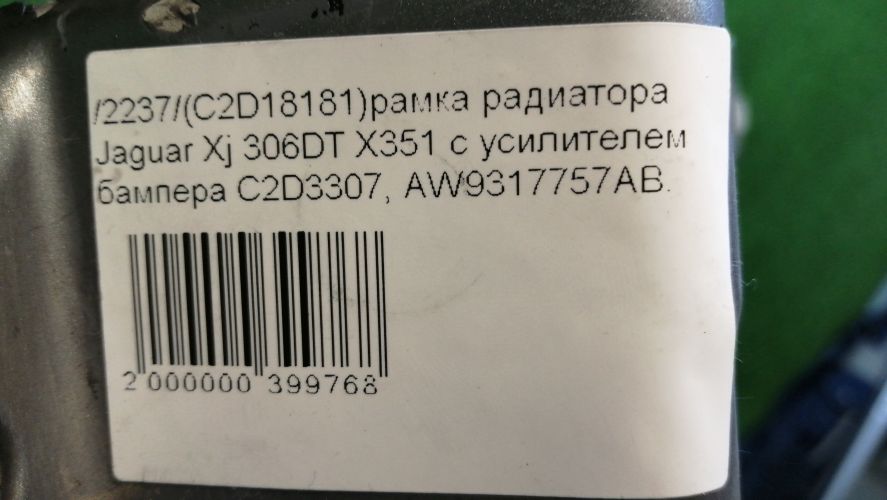 /2237/(C2D18181)рамка радиатора
Jaguar Xj 306DT X351 с усилителем
бампера C2D3307, AW9317757AB.
2 000000 399768